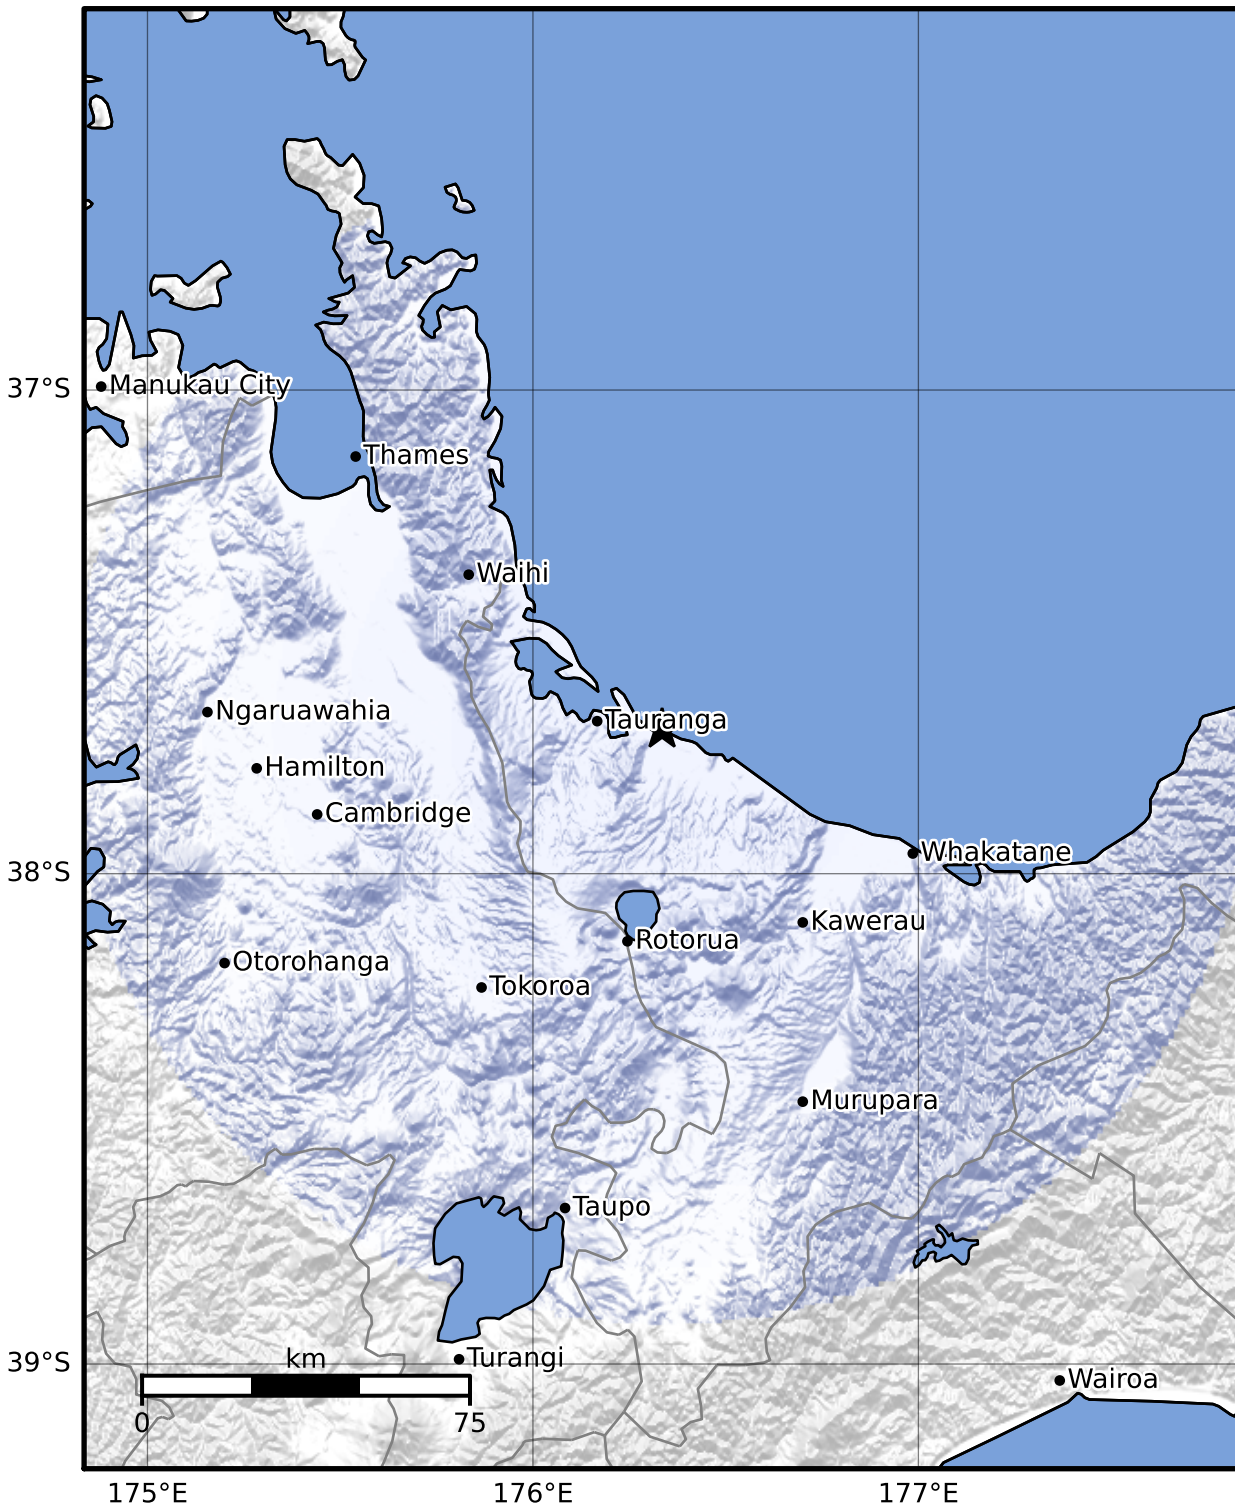 37°S
Manukau City
Thames
Waihi
Ngaruawahia
Tauranga
Hamilton
Cambridge
Whakatane
38°S
Kawerau
Rotorua
Otorohanga
Tokoroa
Murupara
Taupo
39°S
km
Turangi
Wairoa
0
75
175°E
176°E
177°E